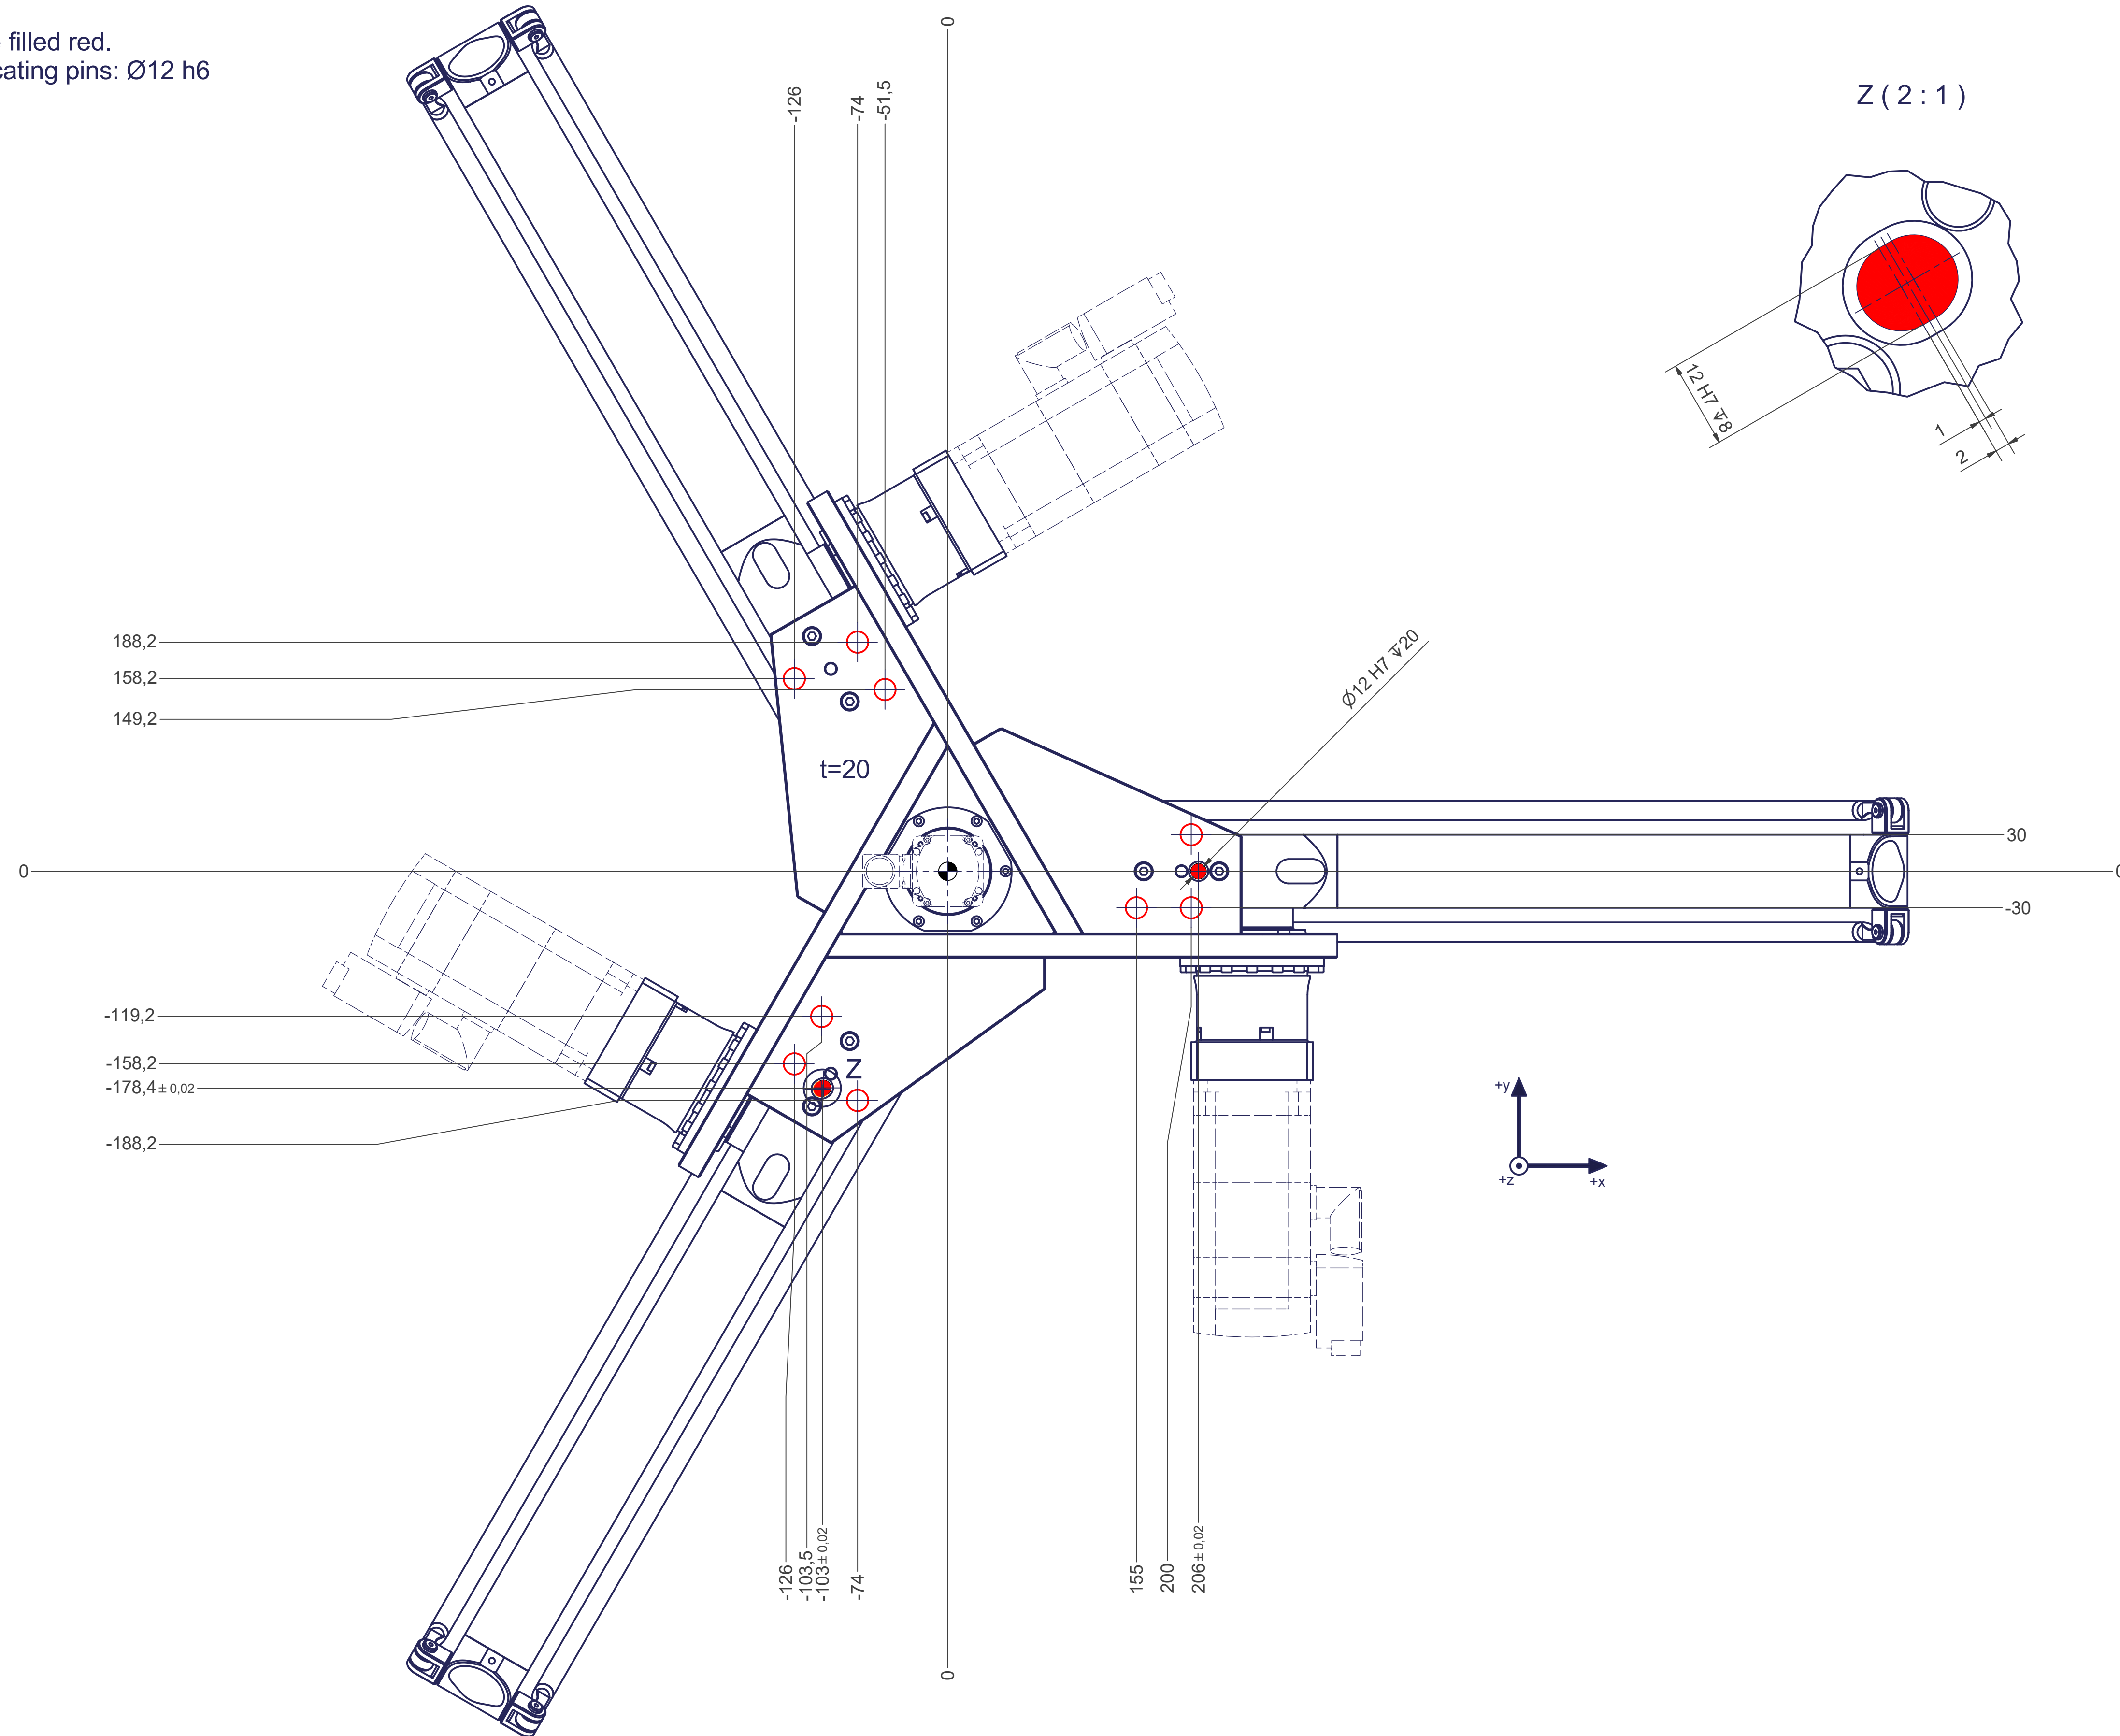 filled red.
cating pins: Ø12 h6
Z ( 2 : 1 )
0
-126
-74
-51,5
12 H7 ↧8
1
2
188,2
158,2
149,2
Ø12 H7 ↧20
t=20
30
0
0
-30
-119,2
Z
-158,2
-178,4 ± 0,02
-188,2
+y
+z
+x
-126
-103,5
-103 ± 0,02
-74
155
200
206 ± 0,02
0